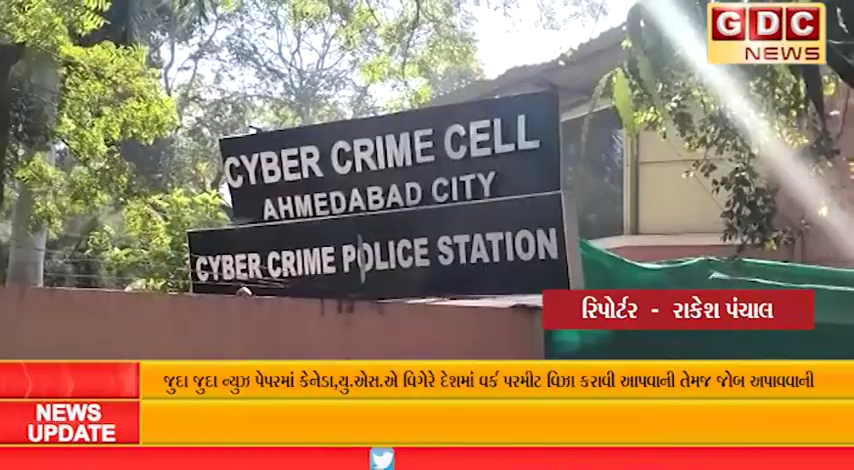 GDC
NEWS
CYBER CRIME CELL
AHMEDABAD CITY
CYBER CRIME POLICE STATION
રિપોર્ટર - રાકેશ પંચાલ
જુદા જુદા ન્યુઝ પેપરમાં કેનેડા,યુ.એસ.એ વિગેરે દેશમાં વર્ક પરમીટ વિઝા કરાવી આપવાની તેમજ જોબ અપાવવાની
NEWS
UPDATE